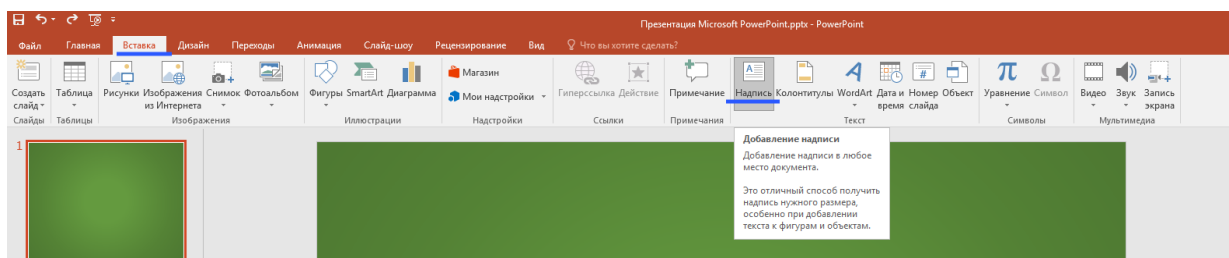 Презентация Microsoft PowerPoint.pptx - PowerPoint
Файл Главная Вставка Дизайн Переходы Анимация Слайд-шоу Рецензирование Вид Что вы хотите сделать?
Создать слайд
Таблица
Рисунки
Изображения из Интернета
Снимок
Фотоальбом
Фигуры
SmartArt
Диаграмма
Магазин
Мои надстройки
Гиперссылка
Действие
Примечание
Надпись
Колонтитулы
WordArt
Дата и время
Номер слайда
Объект
Уравнение
Символ
Видео
Звук
Запись экрана
Слайды Таблицы Изображения Иллюстрации Надстройки Ссылки Примечания Текст Символы Мультимедиа
1
Добавление надписи
Добавление надписи в любое
место документа.
Это отличный способ получить
надпись нужного размера,
особенно при добавлении
текста к фигурам и объектам.